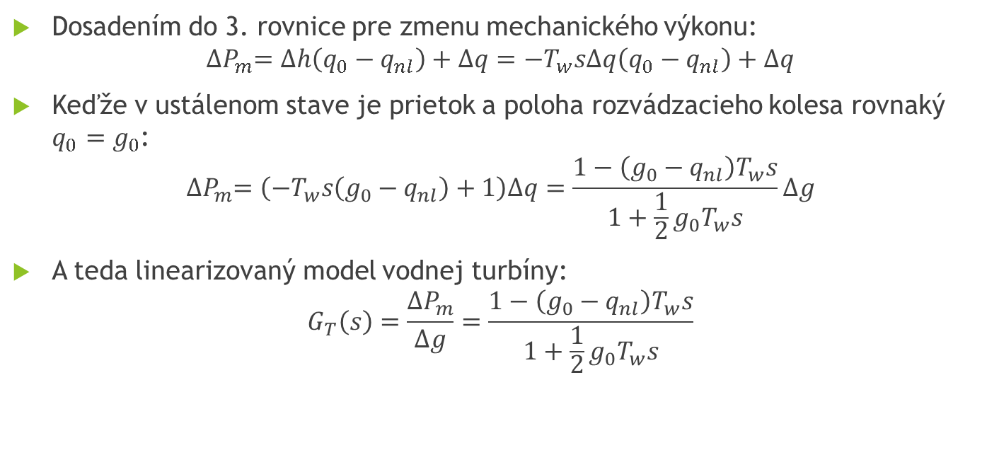 Dosadením do 3. rovnice pre zmenu mechanického výkonu:
$\Delta P_m = \Delta h(q_0 - q_{nl}) + \Delta q = -T_w s \Delta q(q_0 - q_{nl}) + \Delta q$
Keďže v ustálenom stave je prietok a poloha rozvádzacieho kolesa rovnaký
$q_0 = g_0$:
$\Delta P_m = (-T_w s(g_0 - q_{nl}) + 1)\Delta q = \frac{1 - (g_0 - q_{nl})T_w s}{1 + \frac{1}{2} g_0 T_w s} \Delta g$
A teda linearizovaný model vodnej turbíny:
$G_T(s) = \frac{\Delta P_m}{\Delta g} = \frac{1 - (g_0 - q_{nl})T_w s}{1 + \frac{1}{2} g_0 T_w s}$